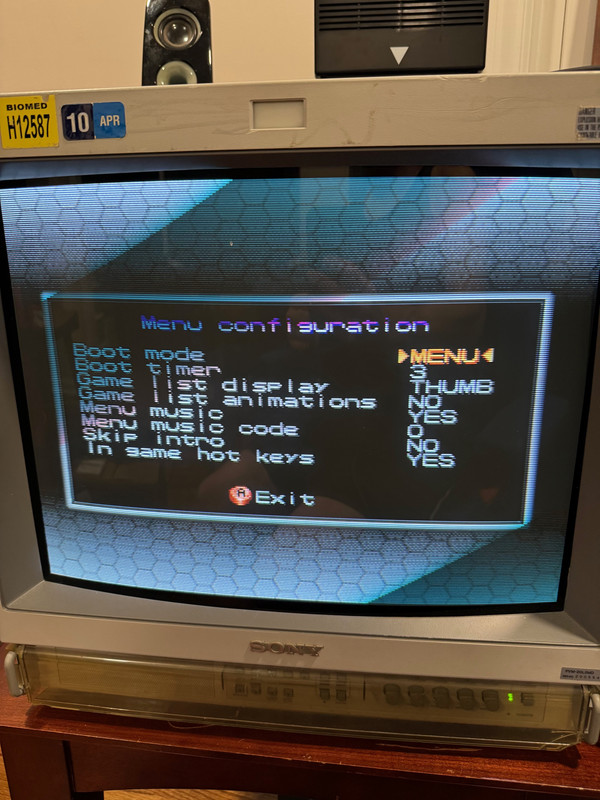 BIOMED
H12587
10 APR
Menu configuration
Boot mode MENU
Boot timer 3
Game list display THUMB
Game list animations NO
Menu music YES
Menu music code 0
Skip intro NO
In game hot keys YES
A Exit
SONY